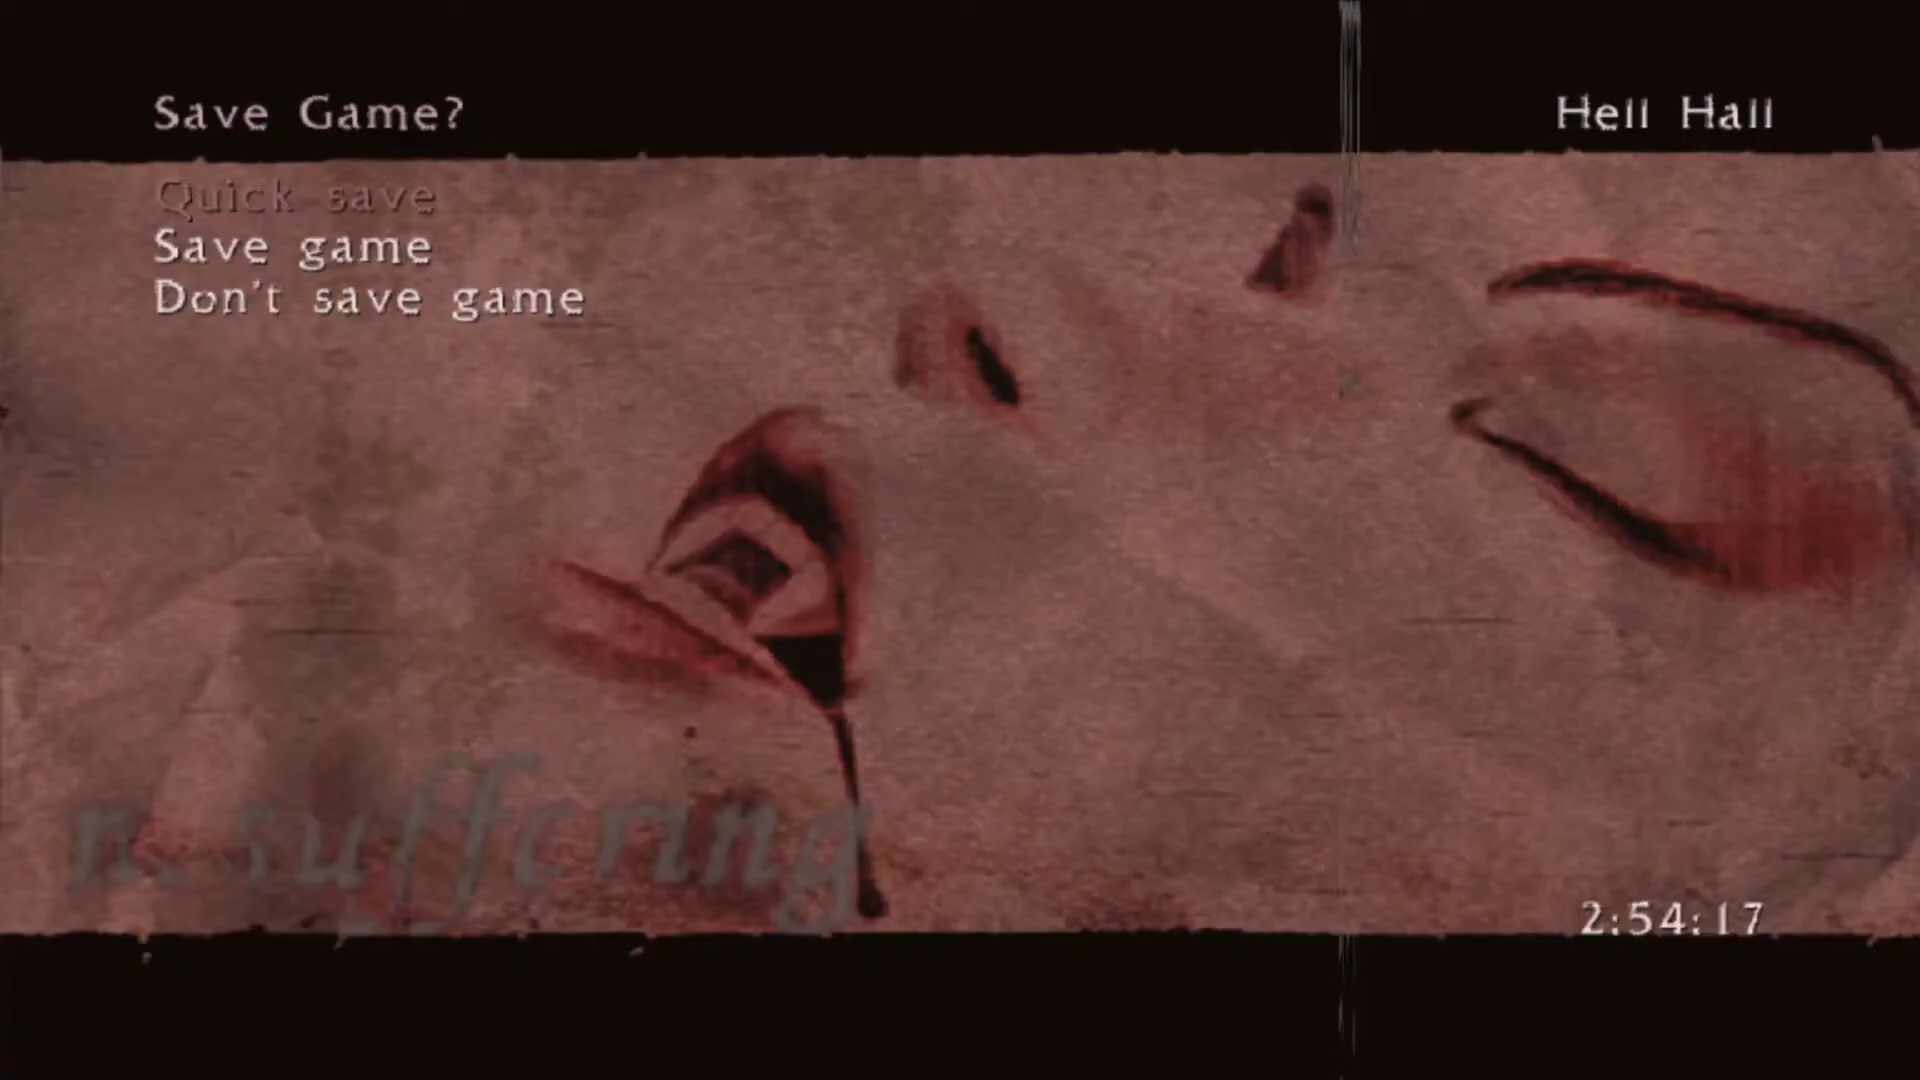 Save Game?
Hell Hall
Quick save
Save game
Don't save game
n. suffering
2:54:17